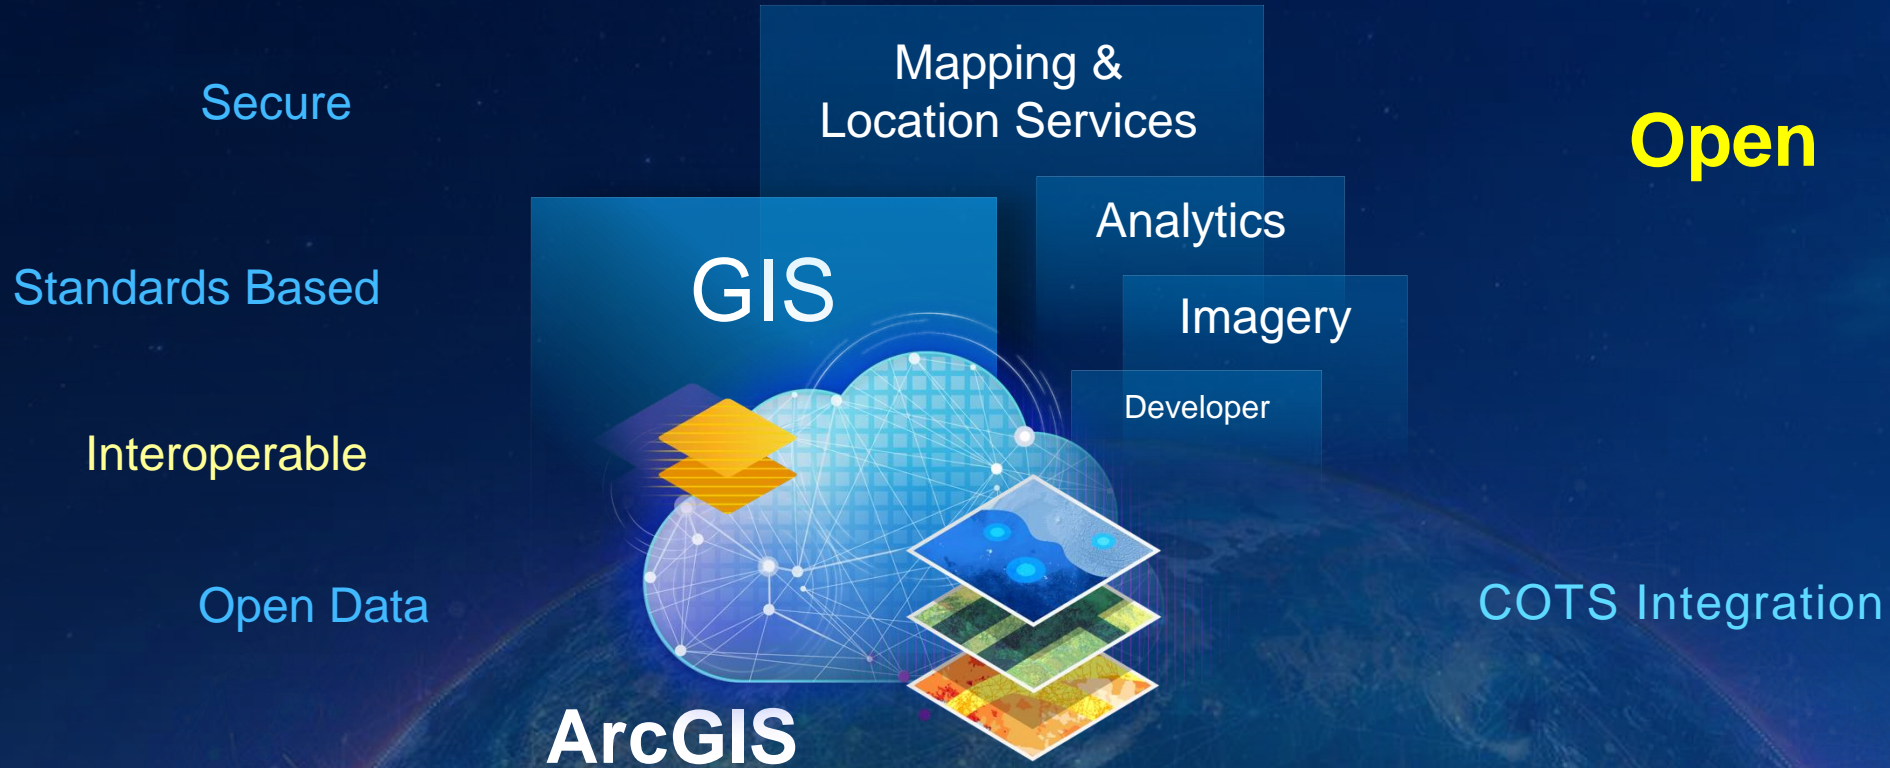 Mapping &
Location Services
Secure
Open
Analytics
GIS
Standards Based
Imagery
Developer
Interoperable
Open Data
COTS Integration
ArcGIS